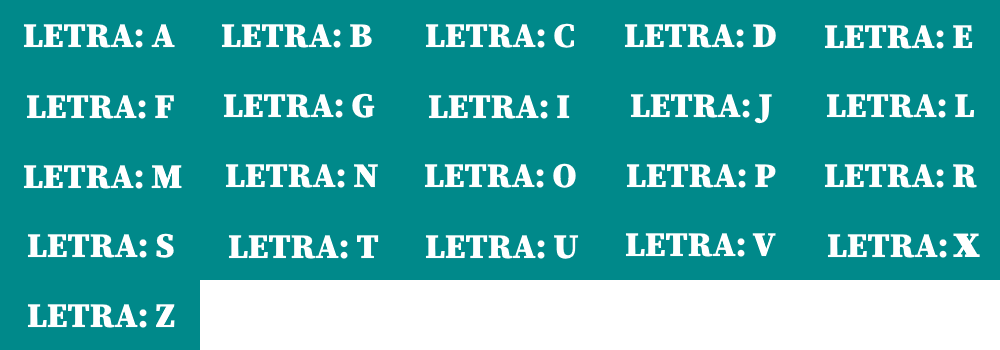 LETRA: A LETRA: B LETRA: C LETRA: D LETRA: E
LETRA: F LETRA: G LETRA: I LETRA: J LETRA: L
LETRA: M LETRA: N LETRA: O LETRA: P LETRA: R
LETRA: S LETRA: T LETRA: U LETRA: V LETRA: X
LETRA: Z